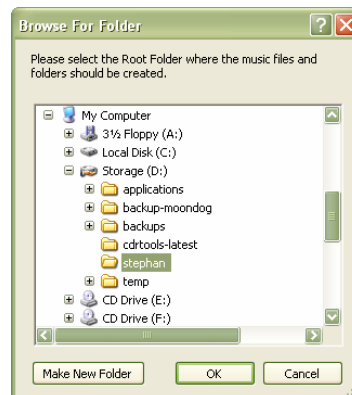 Browse For Folder
Please select the Root Folder where the music files and
folders should be created.
My Computer
3½ Floppy (A:)
Local Disk (C:)
Storage (D:)
applications
backup-moondog
backups
cdrtools-latest
stephan
temp
CD Drive (E:)
CD Drive (F:)
Make New Folder
OK
Cancel